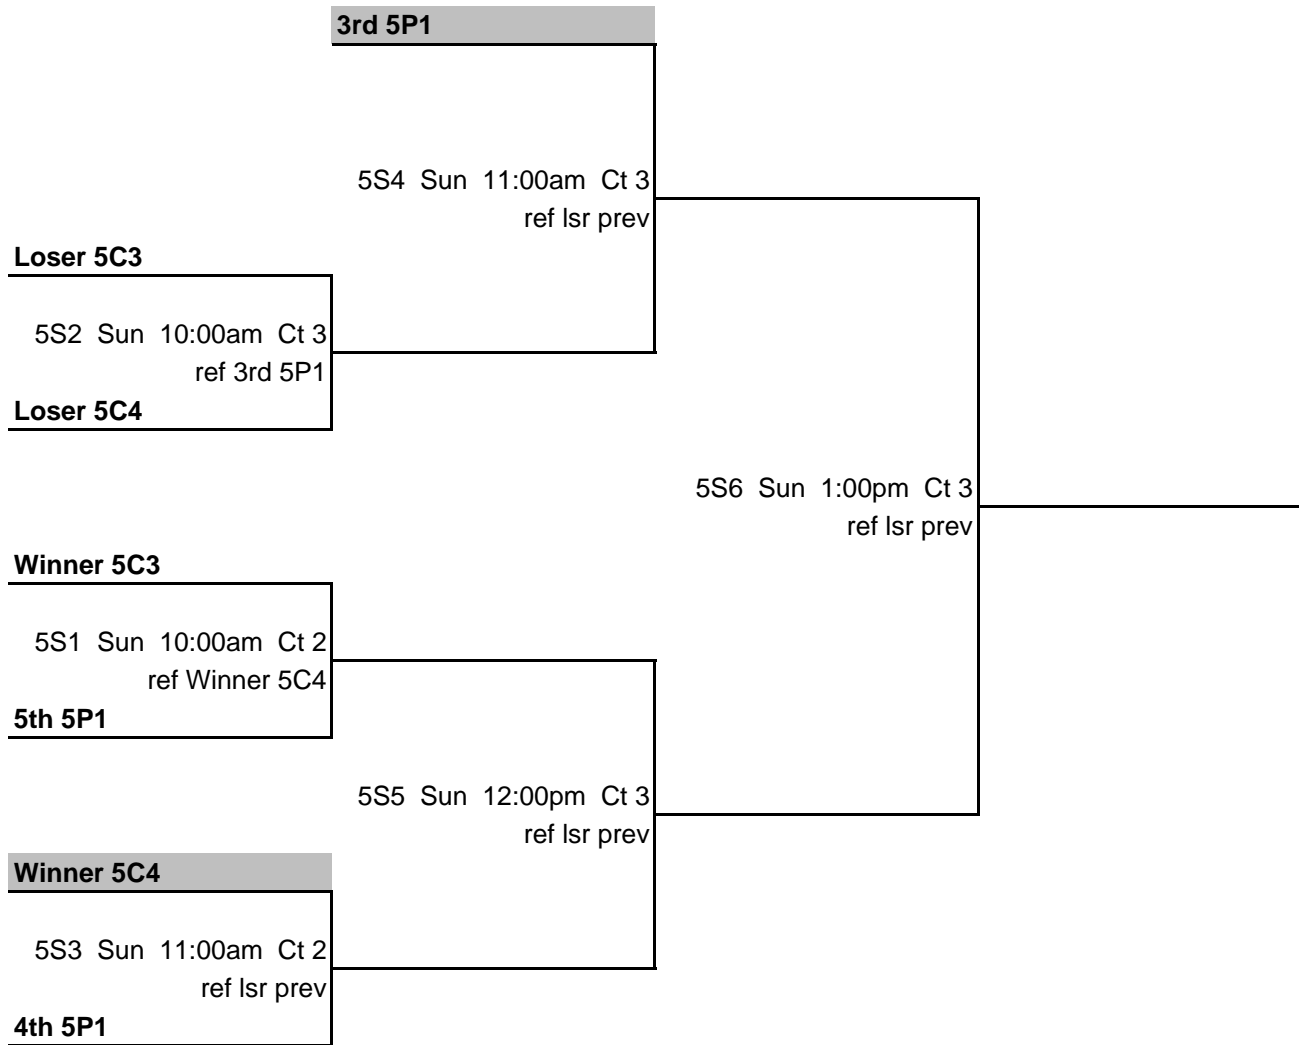 3rd 5P1
5S4 Sun 11:00am Ct 3
ref lsr prev
Loser 5C3
5S2 Sun 10:00am Ct 3
ref 3rd 5P1
Loser 5C4
5S6 Sun 1:00pm Ct 3
ref lsr prev
Winner 5C3
5S1 Sun 10:00am Ct 2
ref Winner 5C4
5th 5P1
5S5 Sun 12:00pm Ct 3
ref lsr prev
Winner 5C4
5S3 Sun 11:00am Ct 2
ref lsr prev
4th 5P1